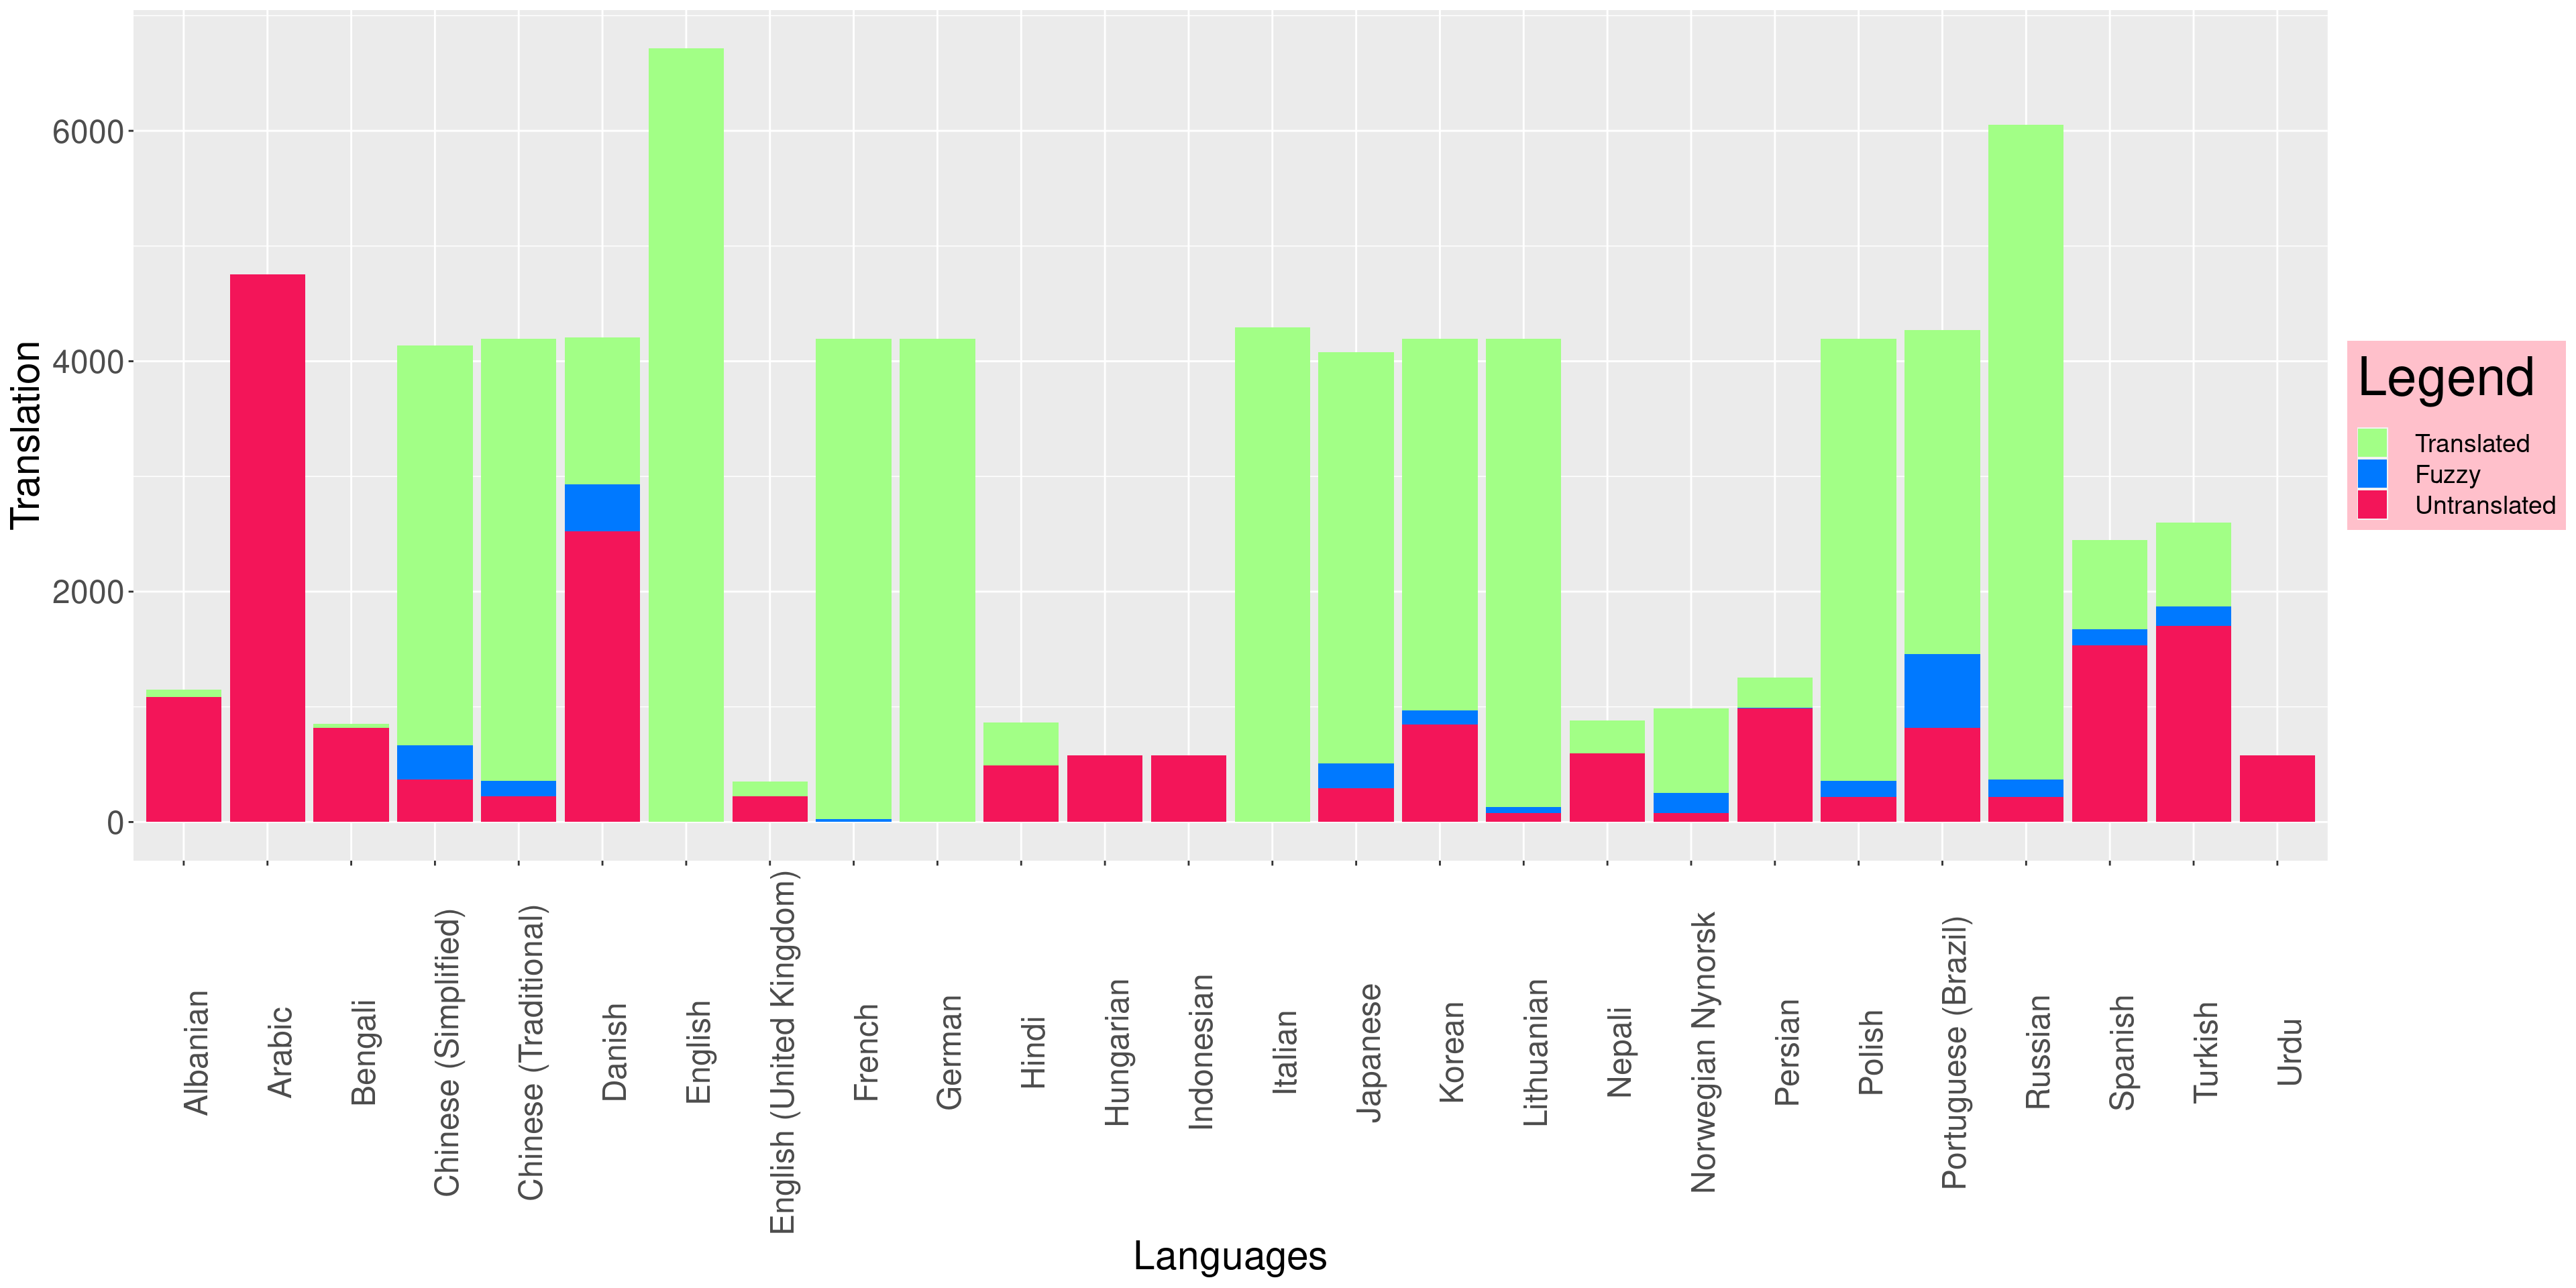 Translation
6000
4000
2000
0
Albanian
Arabic
Bengali
Chinese (Simplified)
Chinese (Traditional)
Danish
English
English (United Kingdom)
French
German
Hindi
Hungarian
Indonesian
Italian
Japanese
Korean
Lithuanian
Nepali
Norwegian Nynorsk
Persian
Polish
Portuguese (Brazil)
Russian
Spanish
Turkish
Urdu
Languages
Legend
Translated
Fuzzy
Untranslated